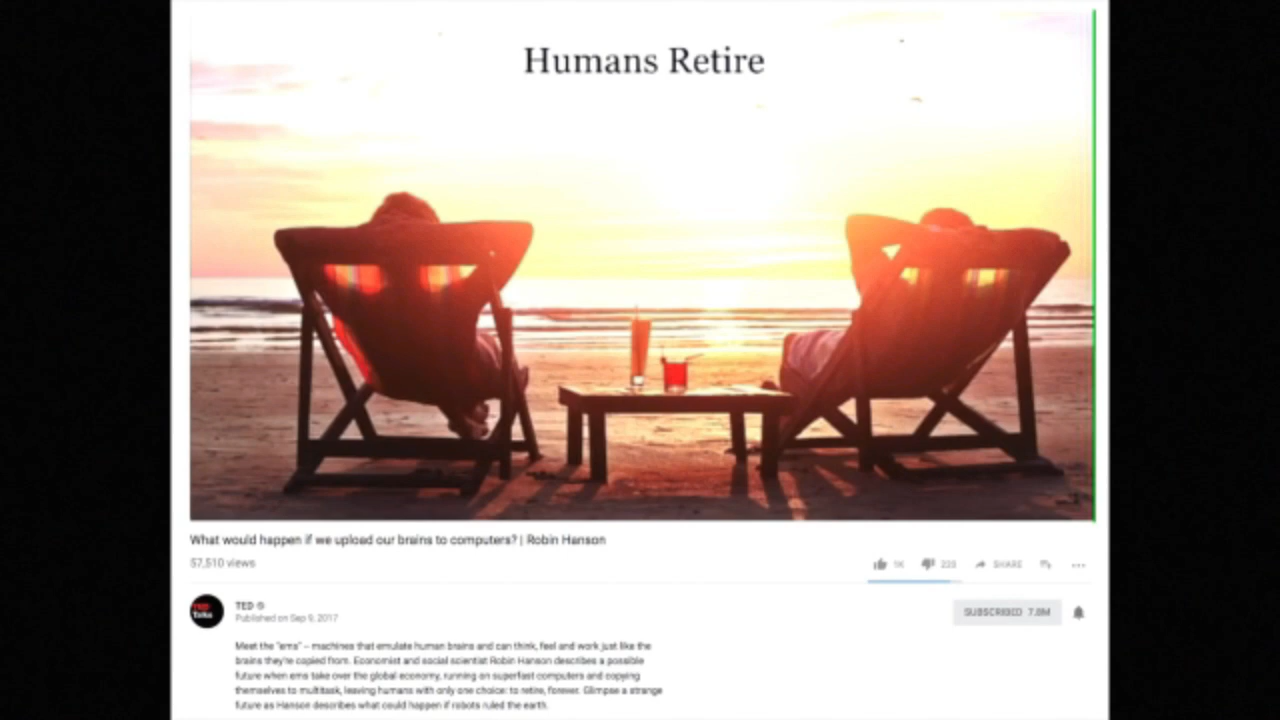 Humans Retire
What would happen if we upload our brains to computers? | Robin Hanson
57,510 views
1K 223 SHARE
TED
Talks
TED
Published on Sep 9, 2017
SUBSCRIBED 7.8M
Meet the "ems" -- machines that emulate human brains and can think, feel and work just like the
brains they're copied from. Economist and social scientist Robin Hanson describes a possible
future when ems take over the global economy, running on superfast computers and copying
themselves to multitask, leaving humans with only one choice: to retire, forever. Glimpse a strange
future as Hanson describes what could happen if robots ruled the earth.